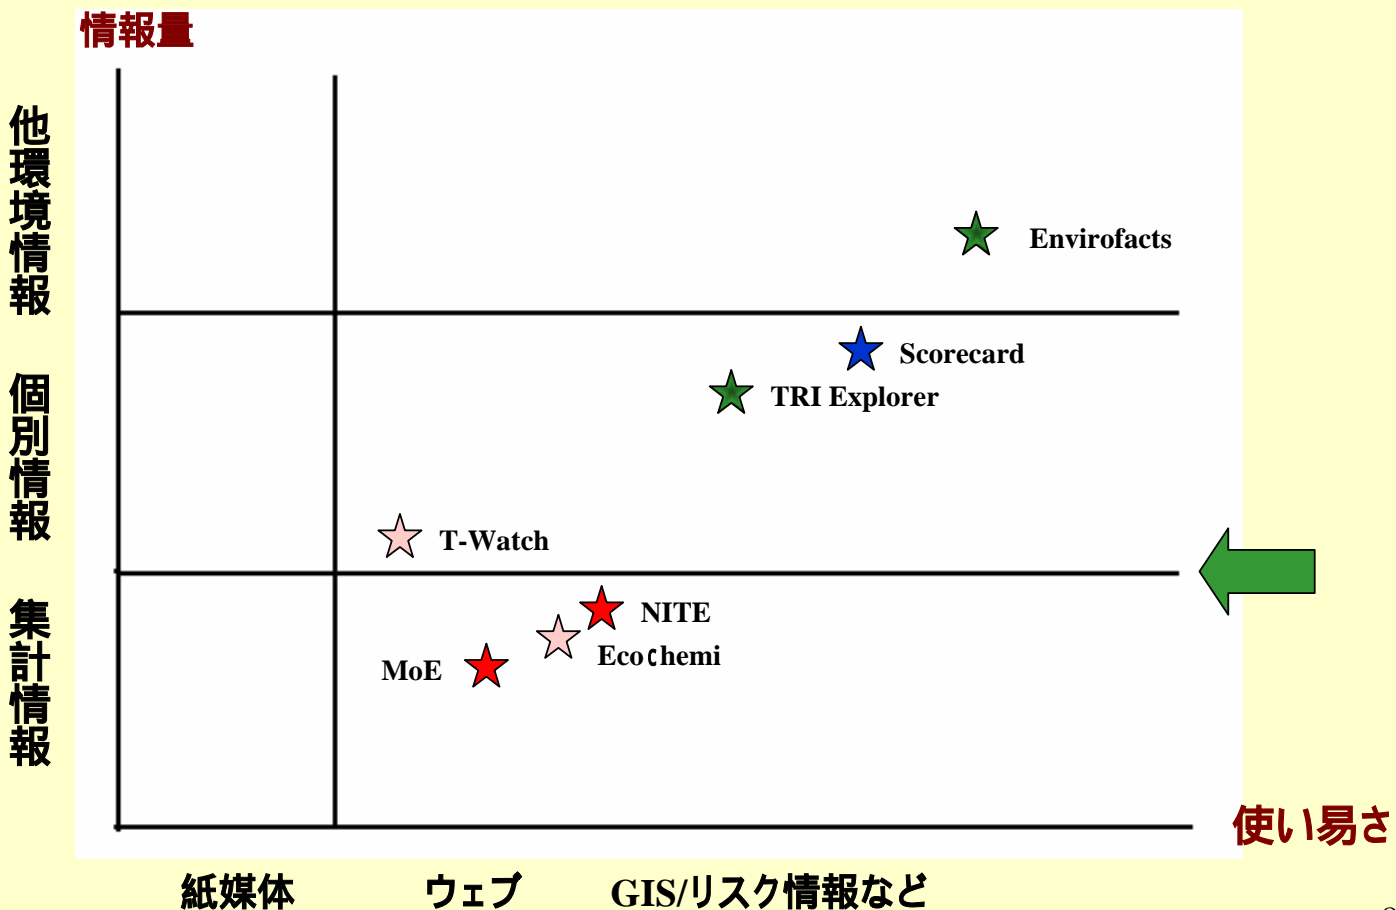 情報量
他環境情報
個別情報
集計情報
Envirofacts
Scorecard
TRI Explorer
T-Watch
NITE
Ecochemi
MoE
使い易さ
紙媒体
ウェブ
GIS/リスク情報など